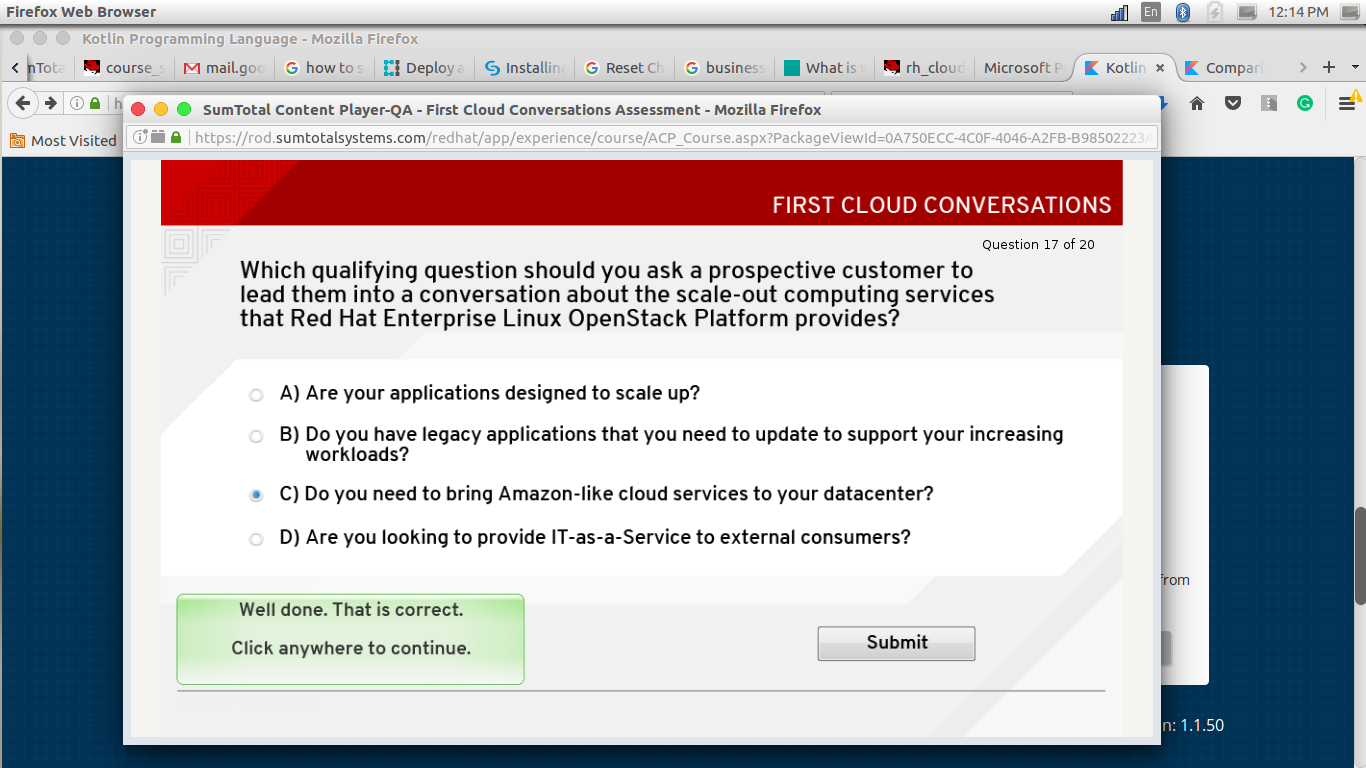 Firefox Web Browser
En
12:14 PM
Kotlin Programming Language - Mozilla Firefox
course_s
mail.goo
how to s
Deploy a
Installin
Reset Ch
business
What is
rh_cloud
Microsoft P
Kotlin
Compari
Most Visited
SumTotal Content Player-QA - First Cloud Conversations Assessment - Mozilla Firefox
https://rod.sumtotalsystems.com/redhat/app/experience/course/ACP_Course.aspx?PackageViewId=0A750ECC-4C0F-4046-A2FB-B98502223A
FIRST CLOUD CONVERSATIONS
Question 17 of 20
Which qualifying question should you ask a prospective customer to
lead them into a conversation about the scale-out computing services
that Red Hat Enterprise Linux OpenStack Platform provides?
A) Are your applications designed to scale up?
B) Do you have legacy applications that you need to update to support your increasing
workloads?
C) Do you need to bring Amazon-like cloud services to your datacenter?
D) Are you looking to provide IT-as-a-Service to external consumers?
from
Well done. That is correct.
Click anywhere to continue.
Submit
n: 1.1.50